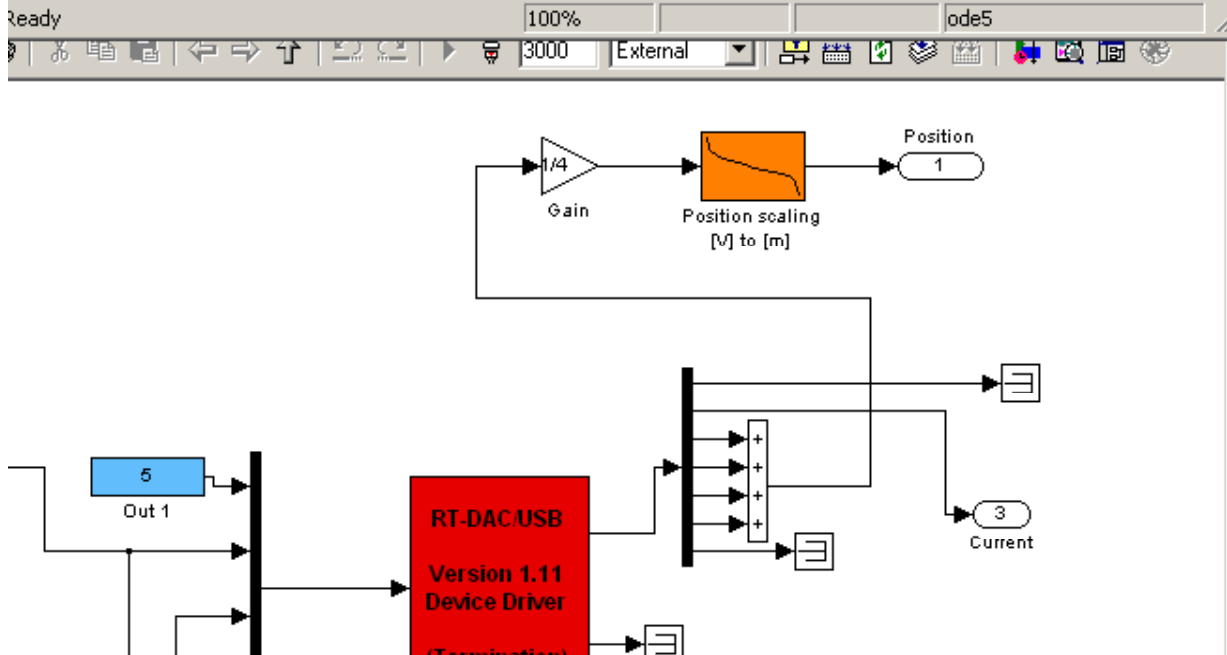 Ready 100% ode5
3000 External
Position
1
1/4
Gain
Position scaling
[V] to [m]
+
+
+
+
5
Out 1
3
Current
RT-DAC/USB
Version 1.11
Device Driver
(Termination)